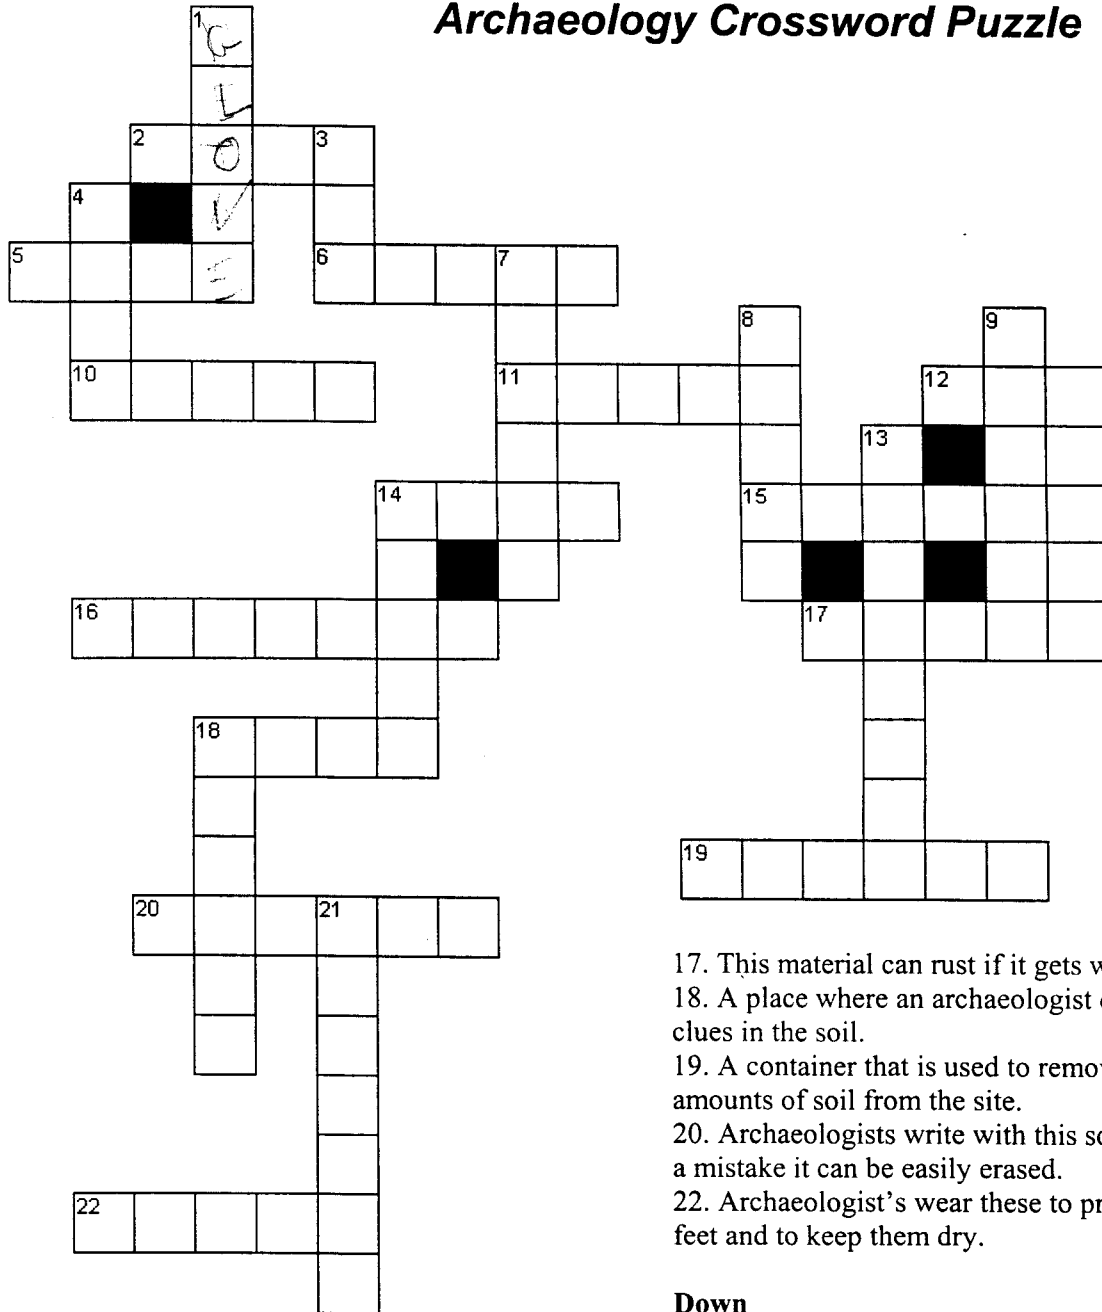 Archaeology Crossword Puzzle
1 G
L
2 O 3
4 V
5 E 6 7
8 9
10 11 12
13
14 15
16 17
18
19
20 21
17. This material can rust if it gets w
18. A place where an archaeologist
clues in the soil.
19. A container that is used to remo
amounts of soil from the site.
20. Archaeologists write with this so
a mistake it can be easily erased.
22
22. Archaeologist's wear these to pr
feet and to keep them dry.
Down